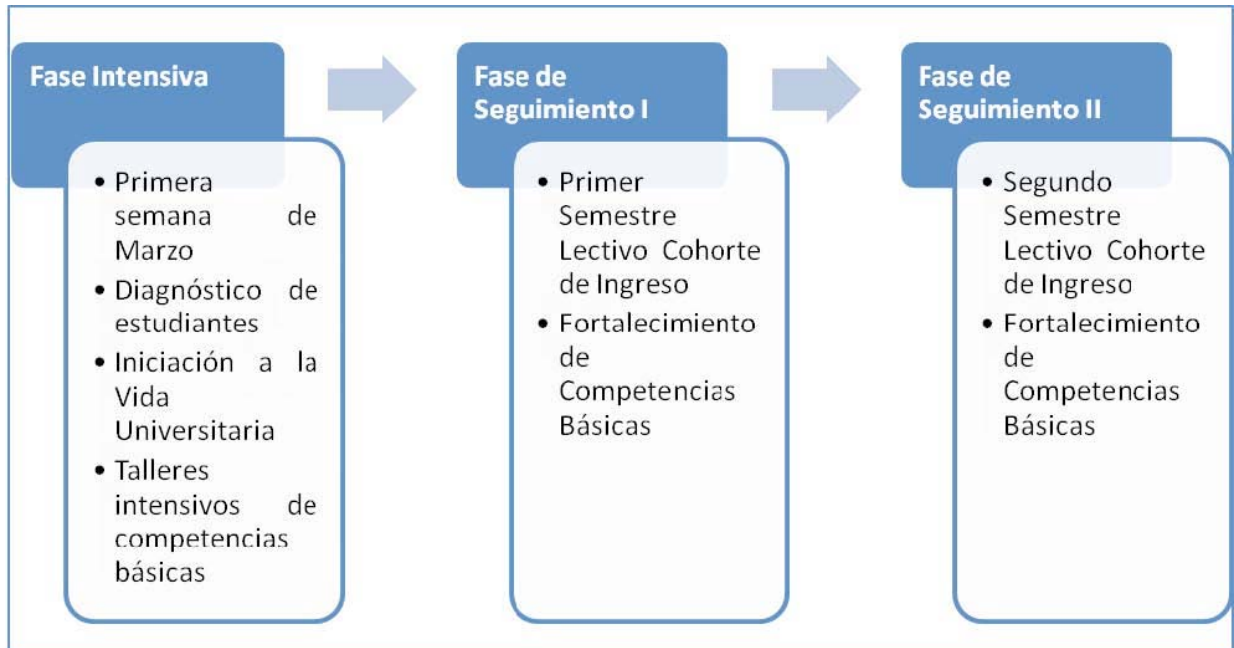 Fase Intensiva
• Primera
semana de
Marzo
• Diagnóstico de
estudiantes
• Iniciación a la
Vida
Universitaria
• Talleres
intensivos de
competencias
básicas
Fase de
Seguimiento I
• Primer
Semestre
Lectivo Cohorte
de Ingreso
• Fortalecimiento
de
Competencias
Básicas
Fase de
Seguimiento II
• Segundo
Semestre
Lectivo Cohorte
de Ingreso
• Fortalecimiento
de
Competencias
Básicas